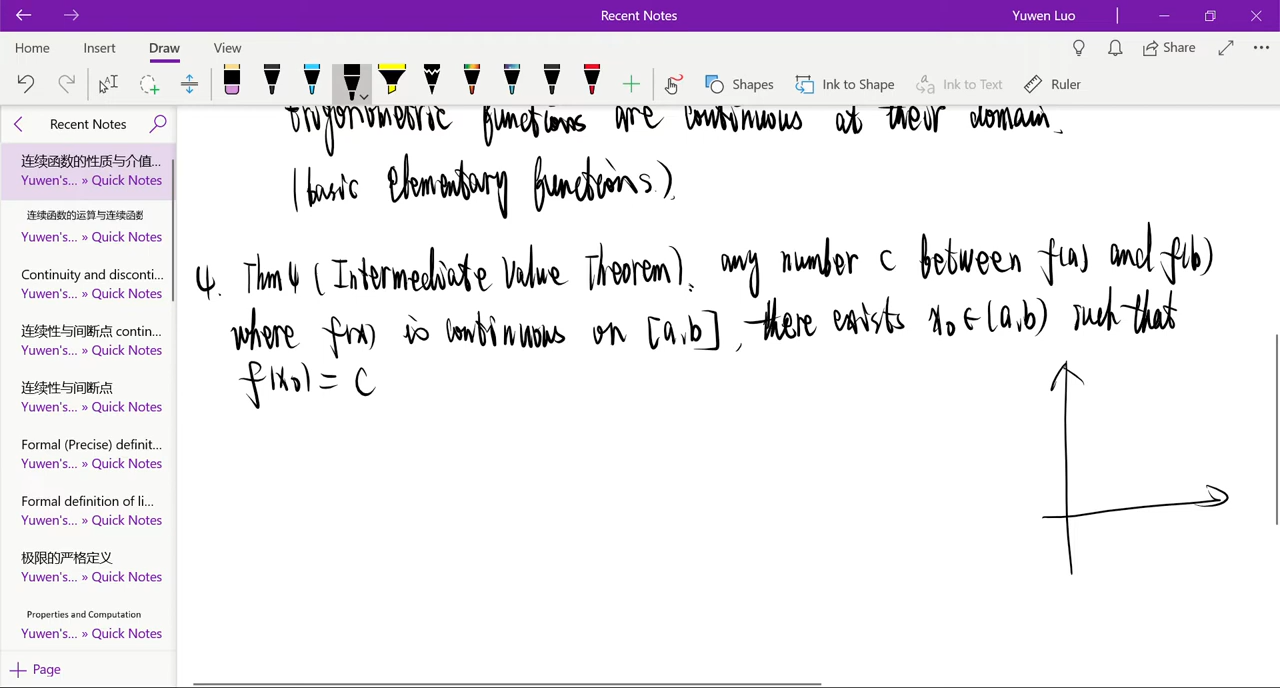 Recent Notes
Yuwen Luo
Home Insert Draw View
Share
Shapes
Ink to Shape
Ink to Text
Ruler
Recent Notes
连续函数的性质与介值...
Yuwen's... » Quick Notes
连续函数的运算与连续函数
Yuwen's... » Quick Notes
Continuity and disconti...
Yuwen's... » Quick Notes
连续性与间断点 contin...
Yuwen's... » Quick Notes
连续性与间断点
Yuwen's... » Quick Notes
Formal (Precise) definit...
Yuwen's... » Quick Notes
Formal definition of li...
Yuwen's... » Quick Notes
极限的严格定义
Yuwen's... » Quick Notes
Properties and Computation
Yuwen's... » Quick Notes
Page
trigonometric functions are continuous at their domain.
(basic elementary functions).
4. Thm 4 (Intermediate Value Theorem). any number c between f(a) and f(b)
where f(x) is continuous on [a,b], there exists x₀ ∈ (a,b) such that
f(x₀) = c